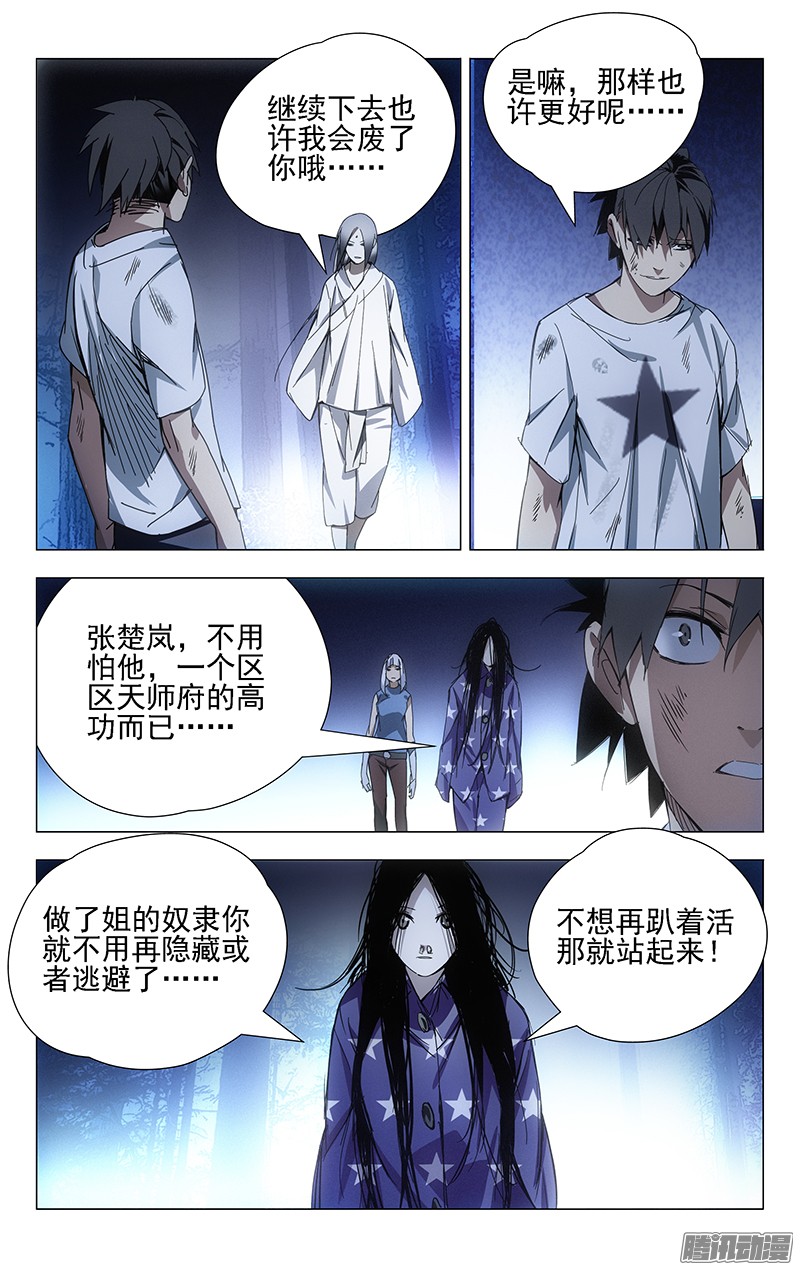 继续下去也
许我会废了
你哦……
是嘛，那样也
许更好呢……
张楚岚，不用
怕他，一个区
区天师府的高
功而已……
做了姐的奴隶你
就不用再隐藏或
者逃避了……
不想再趴着活
那就站起来！
腾讯动漫